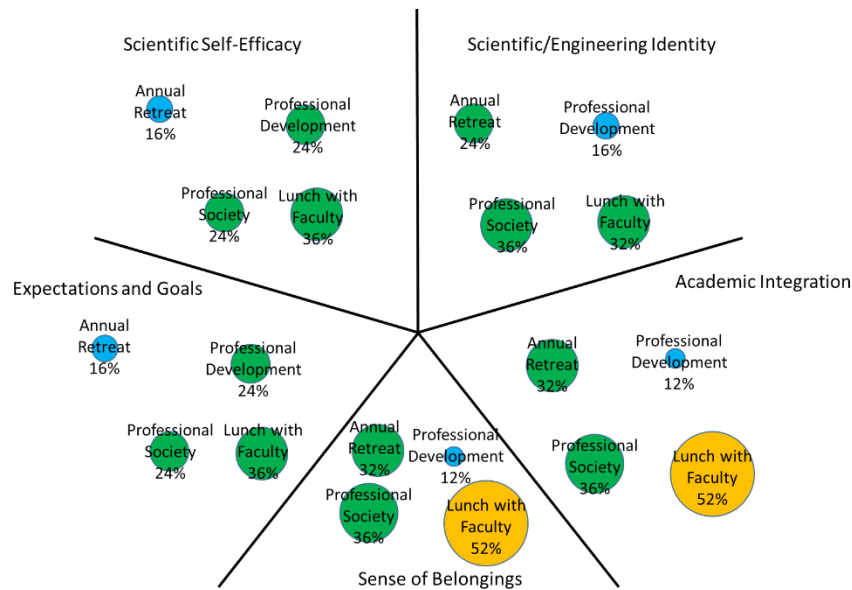 Scientific Self-Efficacy
Annual
Retreat
16%
Professional
Development
24%
Professional
Society
24%
Lunch with
Faculty
36%
Scientific/Engineering Identity
Annual
Retreat
24%
Professional
Development
16%
Professional
Society
36%
Lunch with
Faculty
32%
Expectations and Goals
Annual
Retreat
16%
Professional
Development
24%
Professional
Society
24%
Lunch with
Faculty
36%
Annual
Retreat
32%
Professional
Development
12%
Professional
Society
36%
Lunch with
Faculty
52%
Sense of Belongings
Academic Integration
Annual
Retreat
32%
Professional
Development
12%
Professional
Society
36%
Lunch with
Faculty
52%